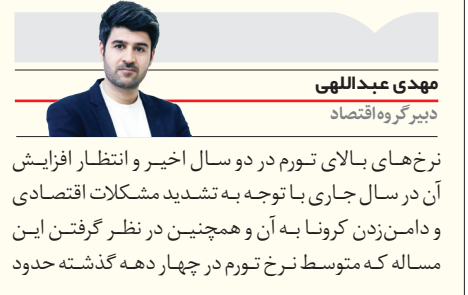 مهدی عبداللهی
دبیر گروه اقتصاد
نرخ‌های بالای تورم در دو سال اخیر و انتظار افزایش
آن در سال جاری با توجه به تشدید مشکلات اقتصادی
و دامن‌زدن کرونا به آن و همچنین در نظر گرفتن این
مساله که متوسط نرخ تورم در چهار دهه گذشته حدود